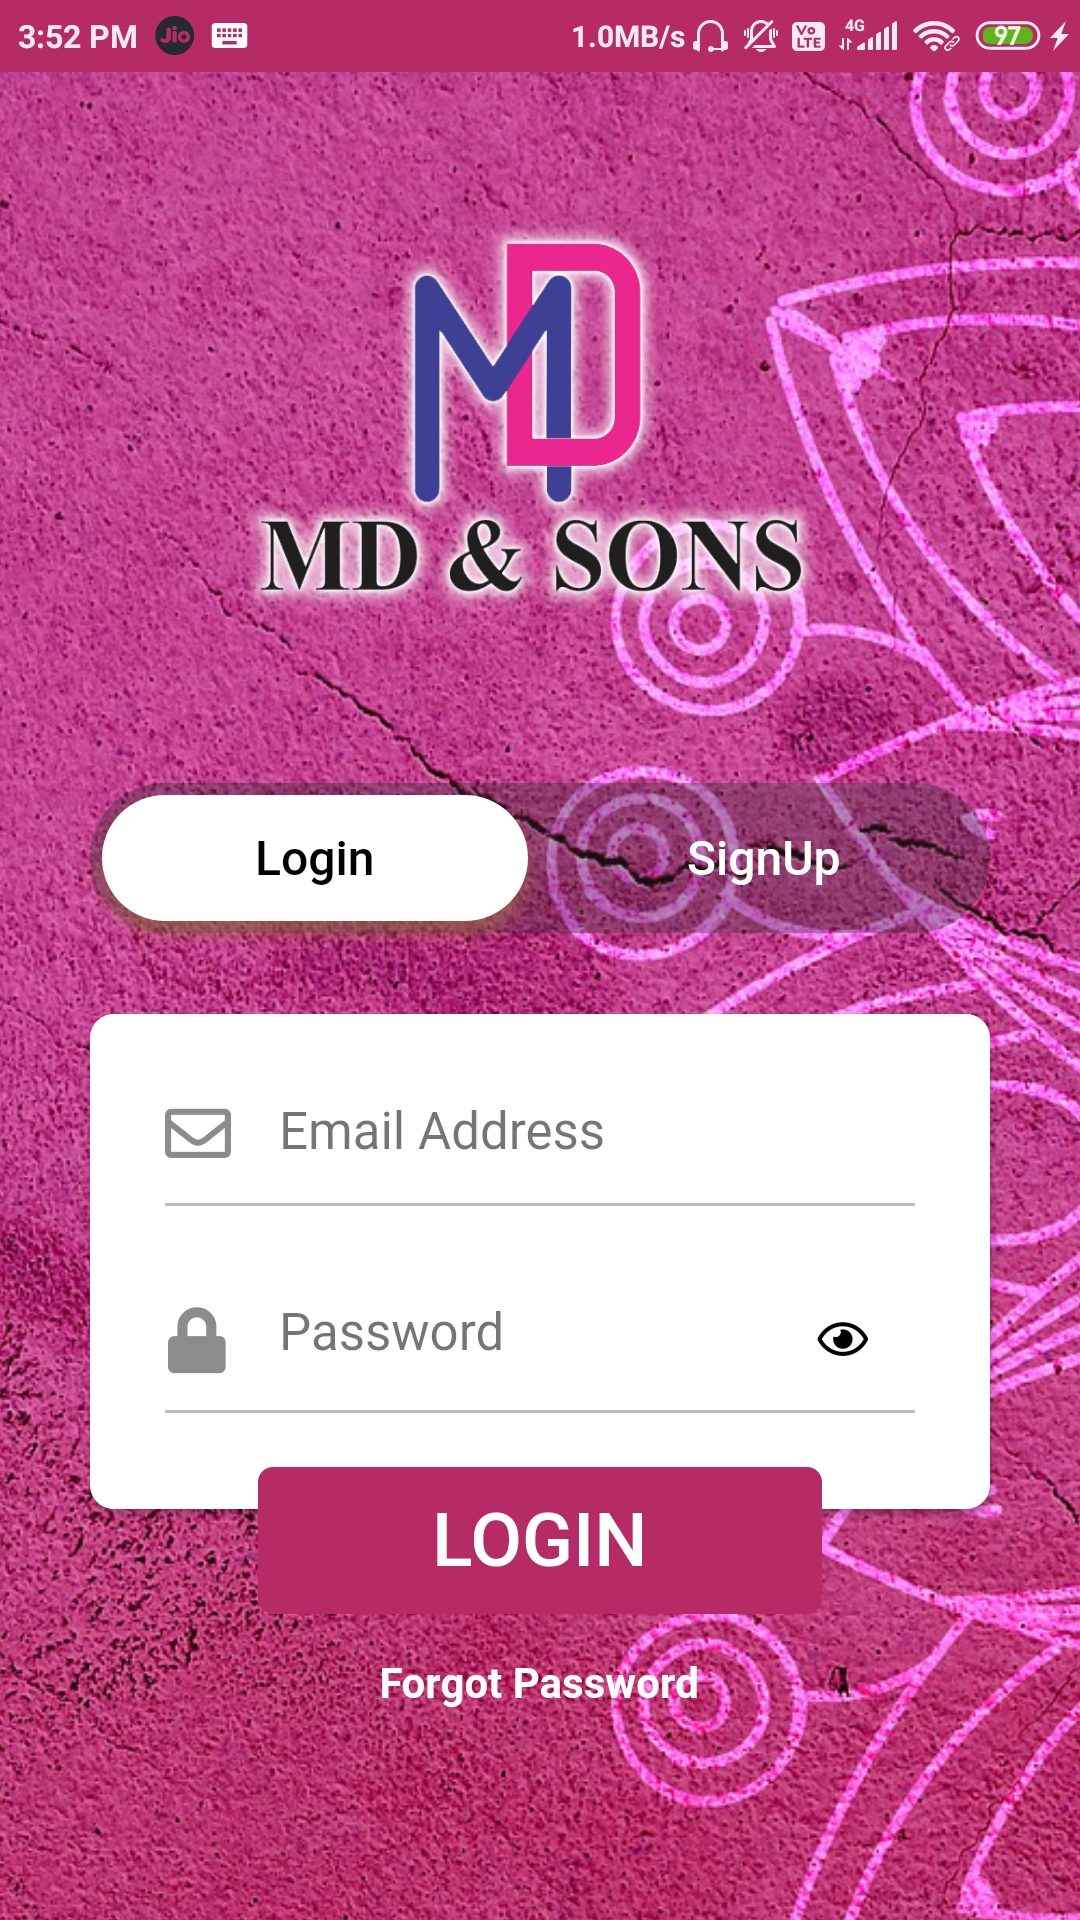 3:52 PM Jio 1.0MB/s Vo LTE 4G 97
MD
MD & SONS
Login SignUp
Email Address
Password
LOGIN
Forgot Password